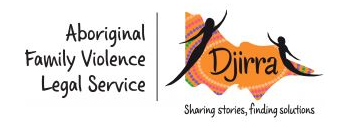 Aboriginal
Family Violence
Legal Service
Djirra
Sharing stories, finding solutions